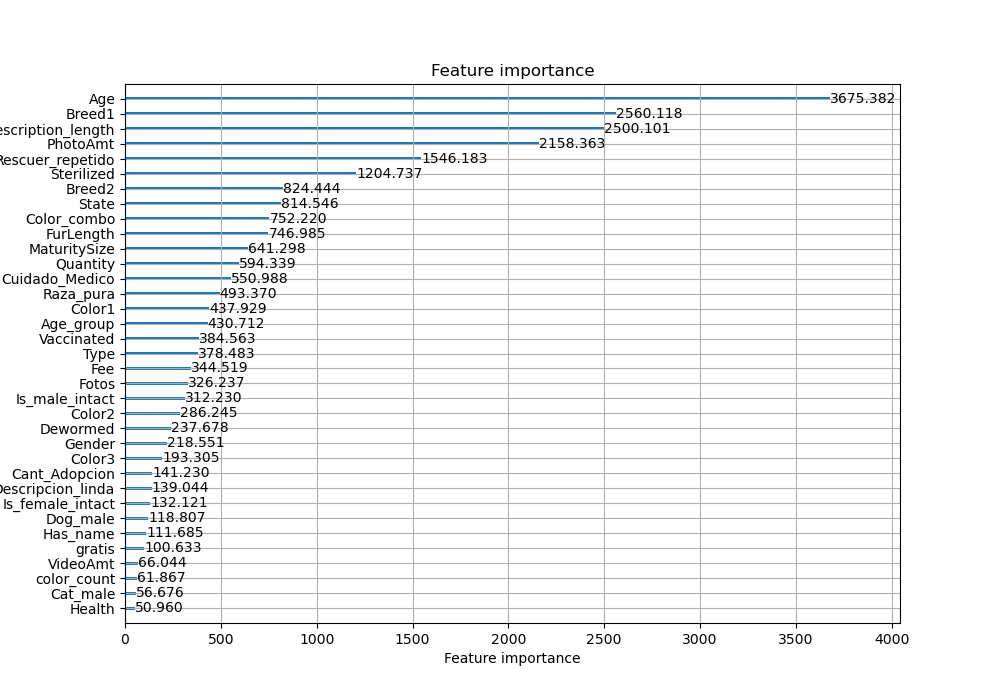 Feature importance
Age 3675.382
Breed1 2560.118
escription_length 2500.101
PhotoAmt 2158.363
Rescuer_repetido 1546.183
Sterilized 1204.737
Breed2 824.444
State 814.546
Color_combo 752.220
FurLength 746.985
MaturitySize 641.298
Quantity 594.339
Cuidado_Medico 550.988
Raza_pura 493.370
Color1 437.929
Age_group 430.712
Vaccinated 384.563
Type 378.483
Fee 344.519
Fotos 326.237
Is_male_intact 312.230
Color2 286.245
Dewormed 237.678
Gender 218.551
Color3 193.305
Cant_Adopcion 141.230
Descripcion_linda 139.044
Is_female_intact 132.121
Dog_male 118.807
Has_name 111.685
gratis 100.633
VideoAmt 66.044
color_count 61.867
Cat_male 56.676
Health 50.960
0 500 1000 1500 2000 2500 3000 3500 4000
Feature importance